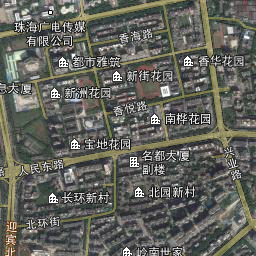 珠海广电传媒
有限公司
香海路
都市雅筑
新街花园
香华花园
息大厦
新洲花园
香悦路
南桦花园
宝地花园
名都大厦
副楼
人民东路
兴业路
长环新村
北园新村
北环街
迎宾北
岭南世家